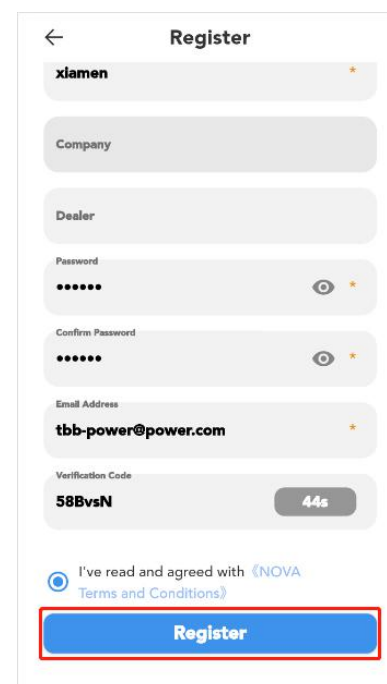 Register
xiamen
*
Company
Dealer
Password
•••••• *
Confirm Password
•••••• *
Email Address
tbb-power@power.com *
Verification Code
58BvsN 44s
I've read and agreed with 《NOVA
Terms and Conditions》
Register